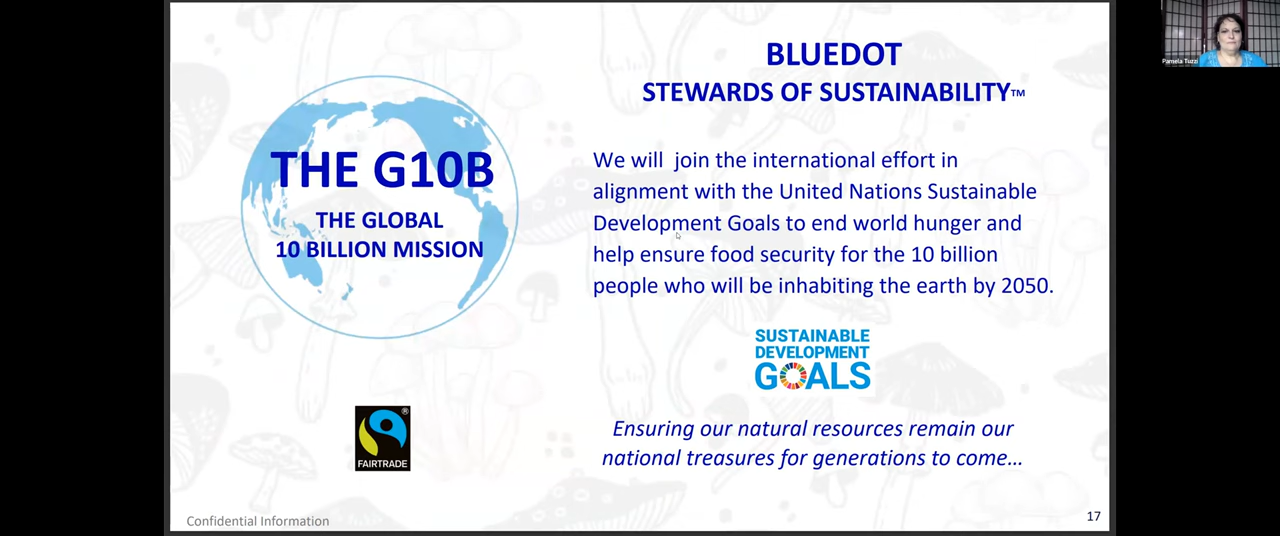 BLUEDOT
STEWARDS OF SUSTAINABILITY™
THE G10B
THE GLOBAL
10 BILLION MISSION
We will join the international effort in
alignment with the United Nations Sustainable
Development Goals to end world hunger and
help ensure food security for the 10 billion
people who will be inhabiting the earth by 2050.
SUSTAINABLE
DEVELOPMENT
GOALS
®
FAIRTRADE
Ensuring our natural resources remain our
national treasures for generations to come…
Confidential Information
17
Pamela Tuzzi